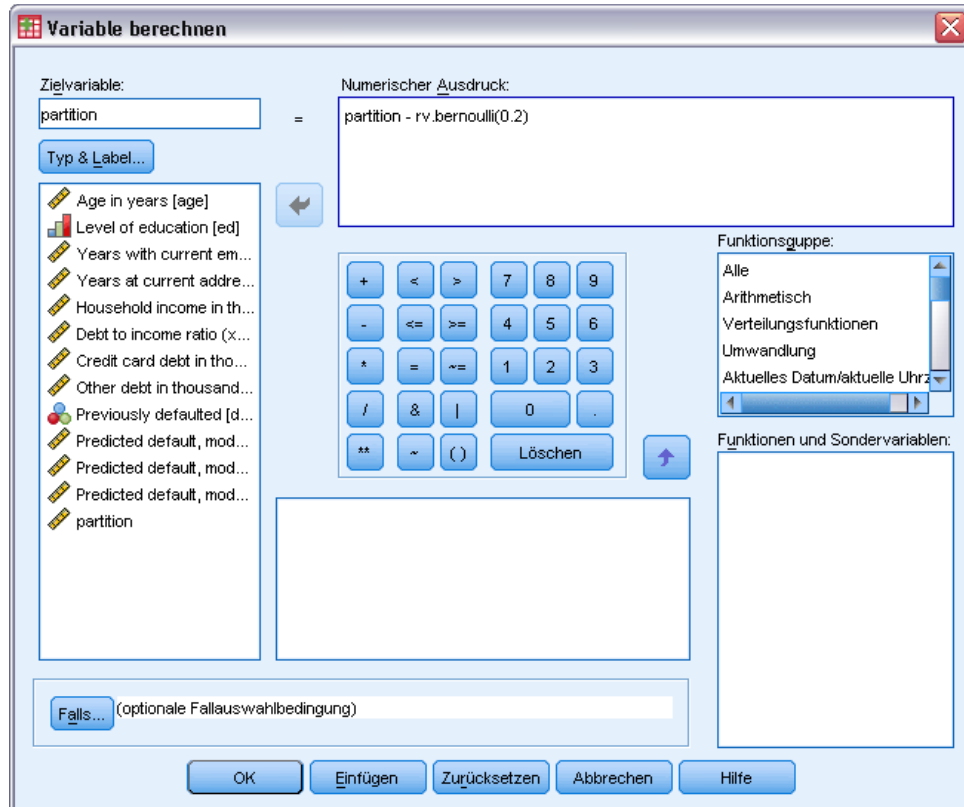 Variable berechnen
Zielvariable:
partition
=
Numerischer Ausdruck:
partition - rv.bernoulli(0.2)
Typ & Label...
Age in years [age]
Level of education [ed]
Years with current em...
Years at current addre...
Household income in th...
Debt to income ratio (x...
Credit card debt in tho...
Other debt in thousand...
Previously defaulted [d...
Predicted default, mod...
Predicted default, mod...
Predicted default, mod...
partition
+ < > 7 8 9
- <= >= 4 5 6
* = ~= 1 2 3
/ & | 0 .
** ~ ( ) Löschen
Funktionsgruppe:
Alle
Arithmetisch
Verteilungsfunktionen
Umwandlung
Aktuelles Datum/aktuelle Uhrz
Funktionen und Sondervariablen:
Falls... (optionale Fallauswahlbedingung)
OK Einfügen Zurücksetzen Abbrechen Hilfe